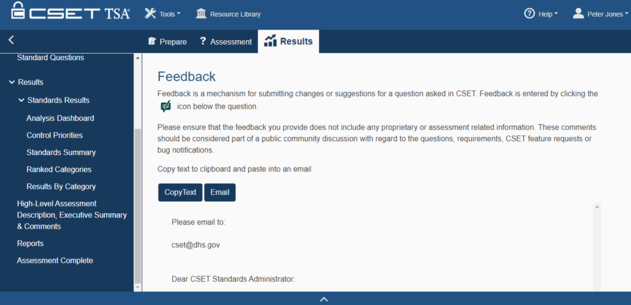 CSET TSA
Tools
Resource Library
Help
Peter Jones
Prepare
? Assessment
Results
Standard Questions
Results
Standards Results
Analysis Dashboard
Control Priorities
Standards Summary
Ranked Categories
Results By Category
High-Level Assessment
Description, Executive Summary
& Comments
Reports
Assessment Complete
Feedback
Feedback is a mechanism for submitting changes or suggestions for a question asked in CSET. Feedback is entered by clicking the
icon below the question.
Please ensure that the feedback you provide does not include any proprietary or assessment related information. These comments
should be considered part of a public community discussion with regard to the questions, requirements, CSET feature requests or
bug notifications.
Copy text to clipboard and paste into an email
CopyText
Email
Please email to:
cset@dhs.gov
Dear CSET Standards Administrator: